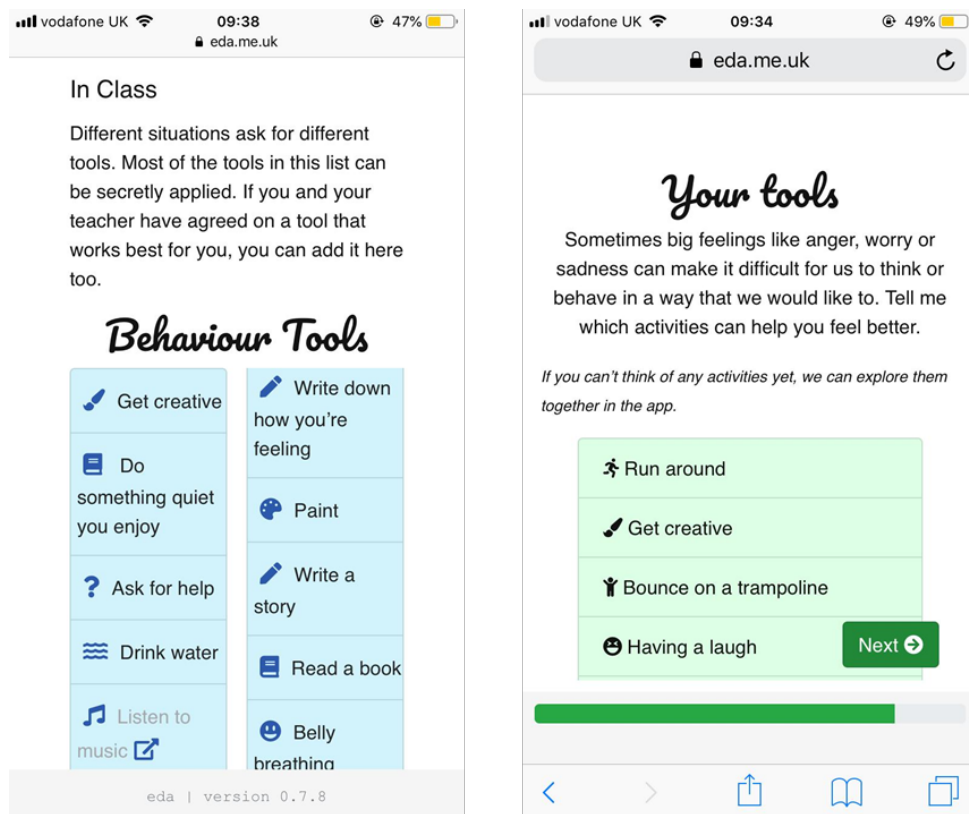 vodafone UK
09:38
47%
eda.me.uk
In Class
Different situations ask for different
tools. Most of the tools in this list can
be secretly applied. If you and your
teacher have agreed on a tool that
works best for you, you can add it here
too.
Behaviour Tools
Get creative
Do
something quiet
you enjoy
Ask for help
Drink water
Listen to
music
Write down
how you're
feeling
Paint
Write a
story
Read a book
Belly
breathing
eda | version 0.7.8
vodafone UK
09:34
49%
eda.me.uk
Your tools
Sometimes big feelings like anger, worry or
sadness can make it difficult for us to think or
behave in a way that we would like to. Tell me
which activities can help you feel better.
If you can't think of any activities yet, we can explore them
together in the app.
Run around
Get creative
Bounce on a trampoline
Having a laugh
Next